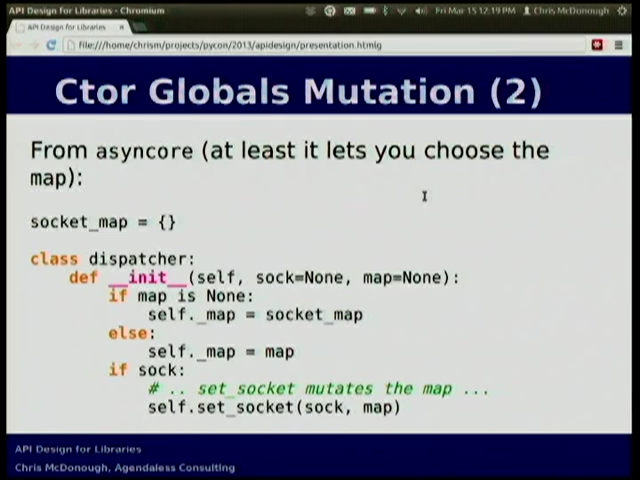 API Design for Libraries - Chromium
Fri Mar 15 12:19 PM
Chris McDonough
API Design for Libraries
file:///home/chrism/projects/pycon/2013/apidesign/presentation.html
Ctor Globals Mutation (2)
From asyncore (at least it lets you choose the
map):
socket_map = {}
class dispatcher:
def __init__(self, sock=None, map=None):
if map is None:
self._map = socket_map
else:
self._map = map
if sock:
# .. set_socket mutates the map ...
self.set_socket(sock, map)
API Design for Libraries
Chris McDonough, Agendaless Consulting